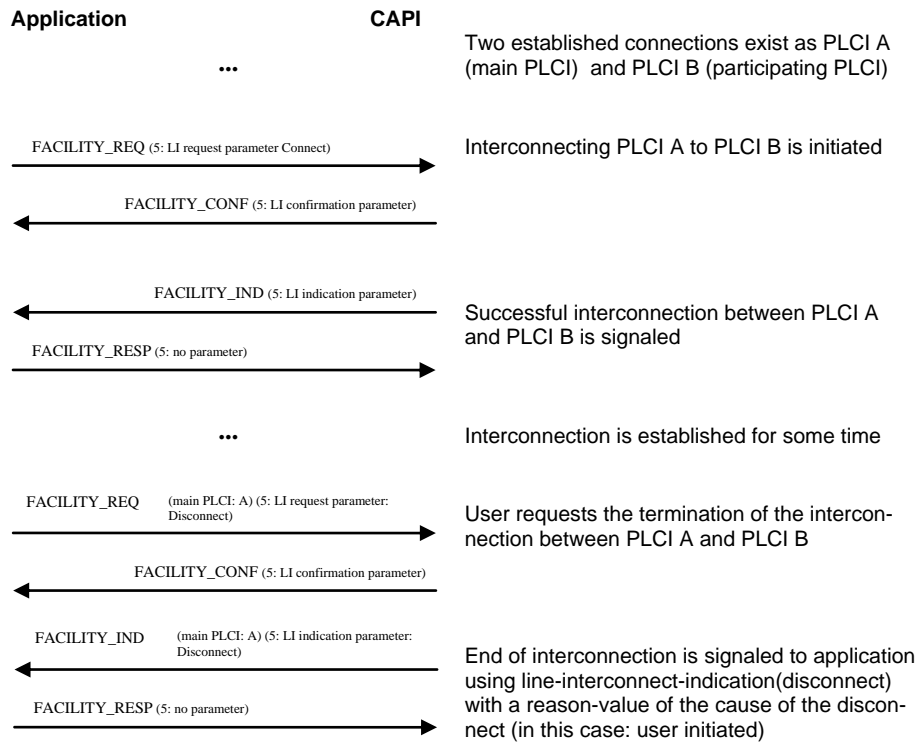 Application CAPI
Two established connections exist as PLCI A
(main PLCI) and PLCI B (participating PLCI)
...
FACILITY_REQ (5: LI request parameter Connect)
Interconnecting PLCI A to PLCI B is initiated
FACILITY_CONF (5: LI confirmation parameter)
FACILITY_IND (5: LI indication parameter)
Successful interconnection between PLCI A
and PLCI B is signaled
FACILITY_RESP (5: no parameter)
...
Interconnection is established for some time
FACILITY_REQ (main PLCI: A) (5: LI request parameter:
Disconnect)
User requests the termination of the intercon-
nection between PLCI A and PLCI B
FACILITY_CONF (5: LI confirmation parameter)
FACILITY_IND (main PLCI: A) (5: LI indication parameter:
Disconnect)
End of interconnection is signaled to application
using line-interconnect-indication(disconnect)
with a reason-value of the cause of the discon-
nect (in this case: user initiated)
FACILITY_RESP (5: no parameter)